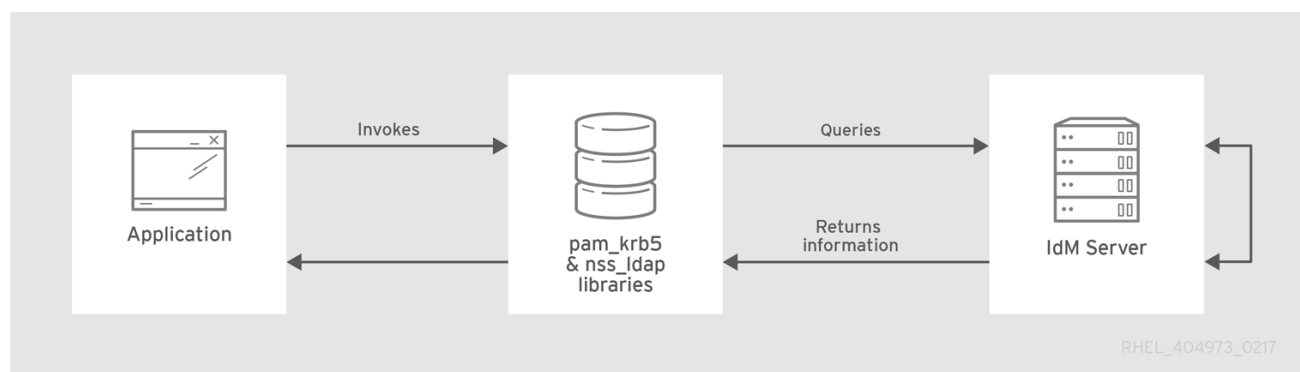 Invokes
Queries
Application
Returns
information
pam_krb5
& nss_ldap
libraries
IdM Server
RHEL_404973_0217